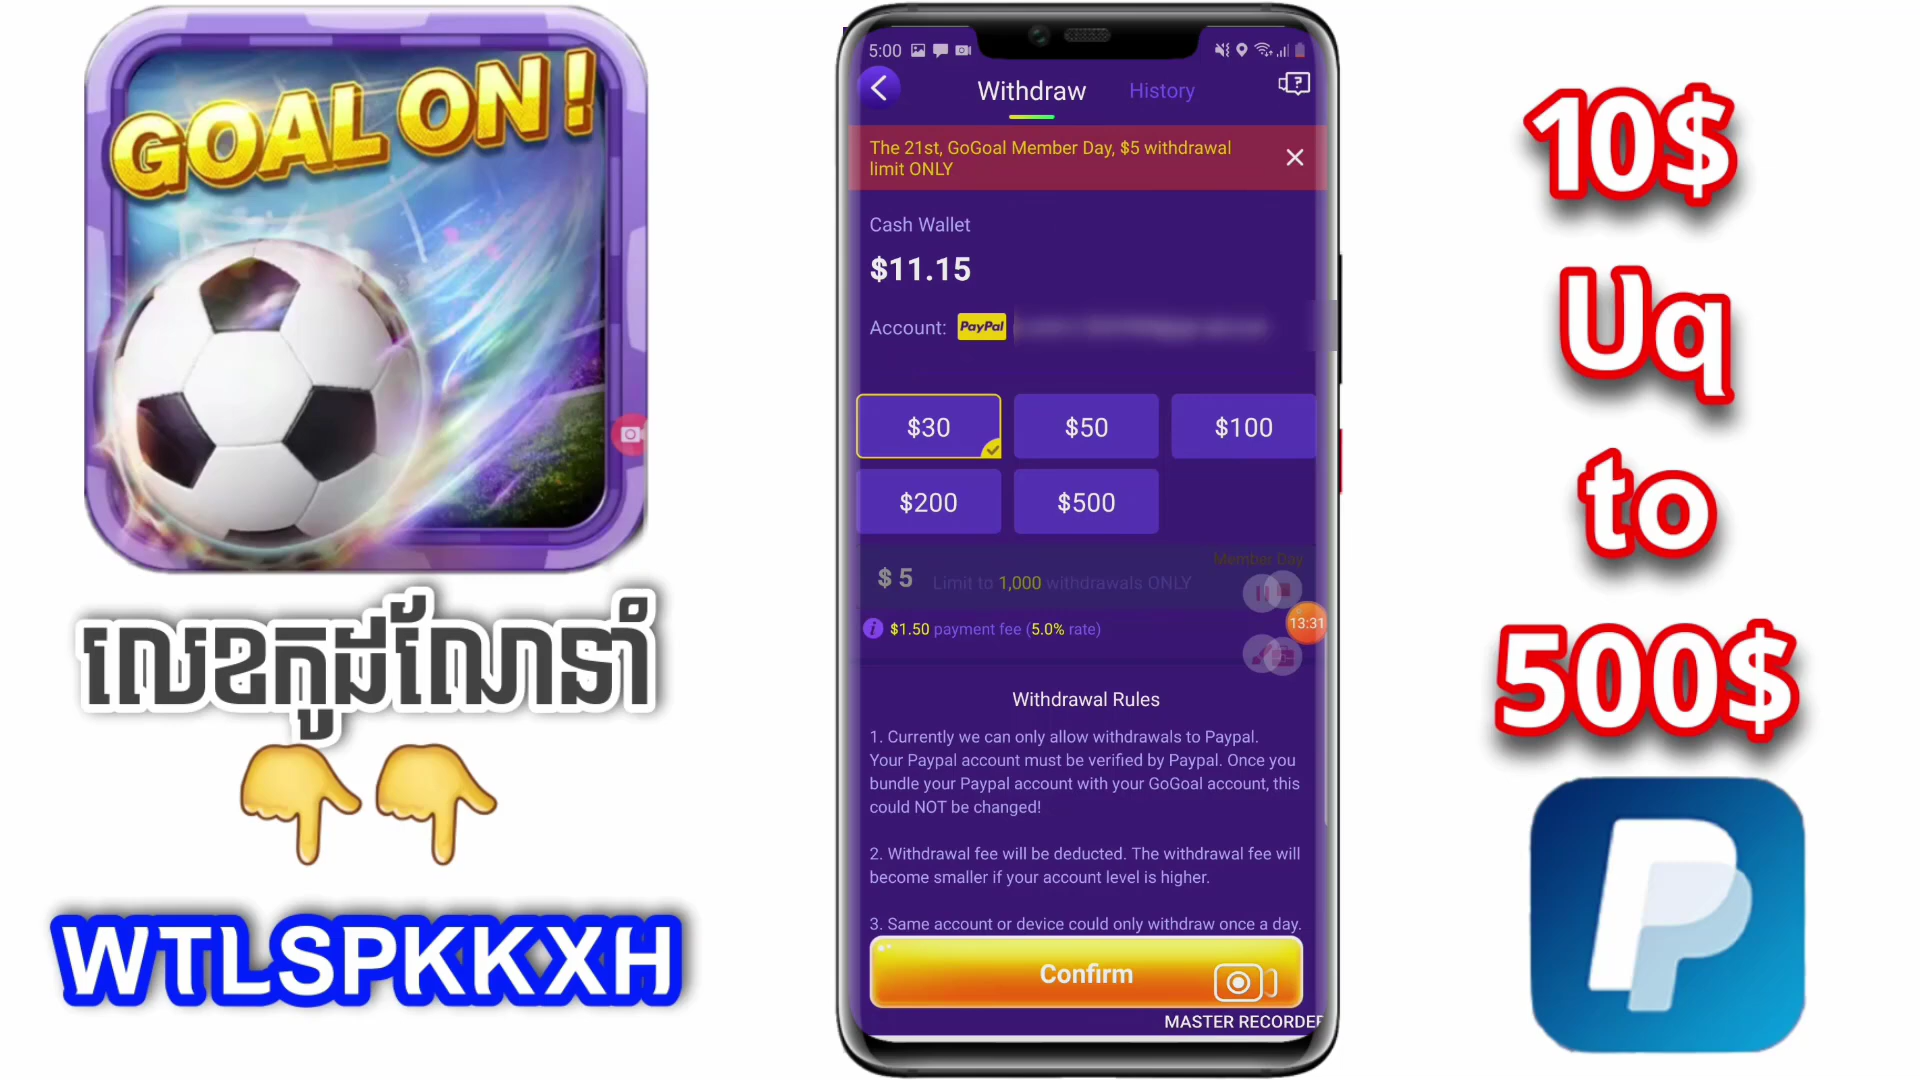 GOAL ON!
លេខកូដណែនាំ
WTLSPKKXH
5:00
Withdraw
History
The 21st, GoGoal Member Day, $5 withdrawal
limit ONLY
Cash Wallet
$11.15
Account: PayPal
$30
$50
$100
$200
$500
Member Day
$ 5 Limit to 1,000 withdrawals ONLY
13:31
$1.50 payment fee (5.0% rate)
Withdrawal Rules
1. Currently we can only allow withdrawals to Paypal.
Your Paypal account must be verified by Paypal. Once you
bundle your Paypal account with your GoGoal account, this
could NOT be changed!
2. Withdrawal fee will be deducted. The withdrawal fee will
become smaller if your account level is higher.
3. Same account or device could only withdraw once a day.
Confirm
MASTER RECORDER
10$
Uq
to
500$